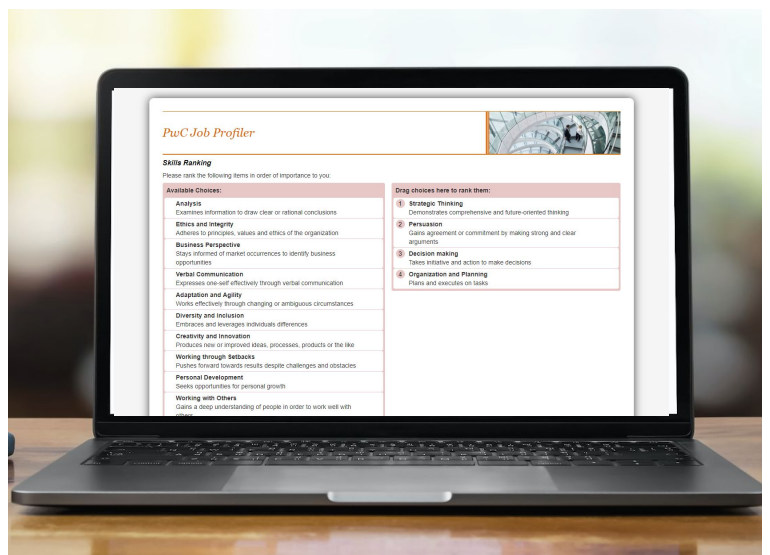 PwC Job Profiler
Skills Ranking
Please rank the following items in order of importance to you:
Available Choices:
Analysis
Examines information to draw clear or rational conclusions
Ethics and Integrity
Adheres to principles, values and ethics of the organization
Business Perspective
Stays informed of market occurrences to identify business
opportunities
Verbal Communication
Expresses one-self effectively through verbal communication
Adaptation and Agility
Works effectively through changing or ambiguous circumstances
Diversity and Inclusion
Embraces and leverages individuals differences
Creativity and Innovation
Produces new or improved ideas, processes, products or the like
Working through Setbacks
Pushes forward towards results despite challenges and obstacles
Personal Development
Seeks opportunities for personal growth
Working with Others
Gains a deep understanding of people in order to work well with
others
Drag choices here to rank them:
1 Strategic Thinking
Demonstrates comprehensive and future-oriented thinking
2 Persuasion
Gains agreement or commitment by making strong and clear
arguments
3 Decision making
Takes initiative and action to make decisions
4 Organization and Planning
Plans and executes on tasks